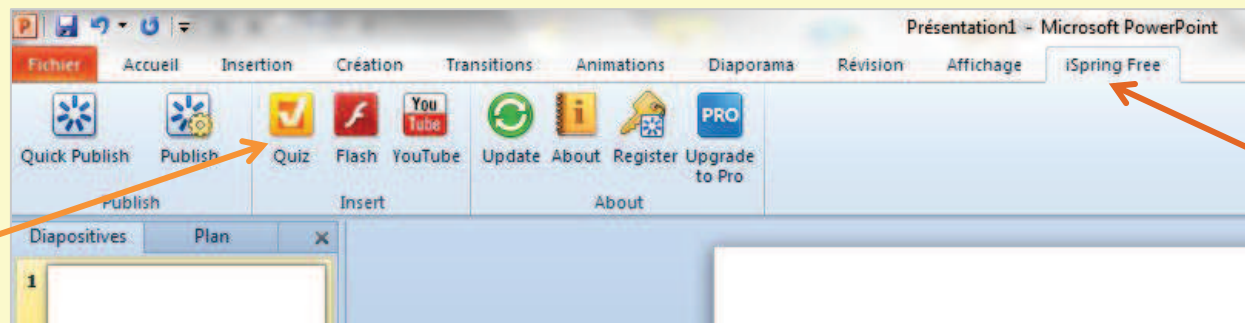 Présentation1 - Microsoft PowerPoint
Fichier Accueil Insertion Création Transitions Animations Diaporama Révision Affichage iSpring Free
You
Tube
PRO
Quick Publish Publish Quiz Flash YouTube Update About Register Upgrade
to Pro
Publish Insert About
Diapositives Plan
1